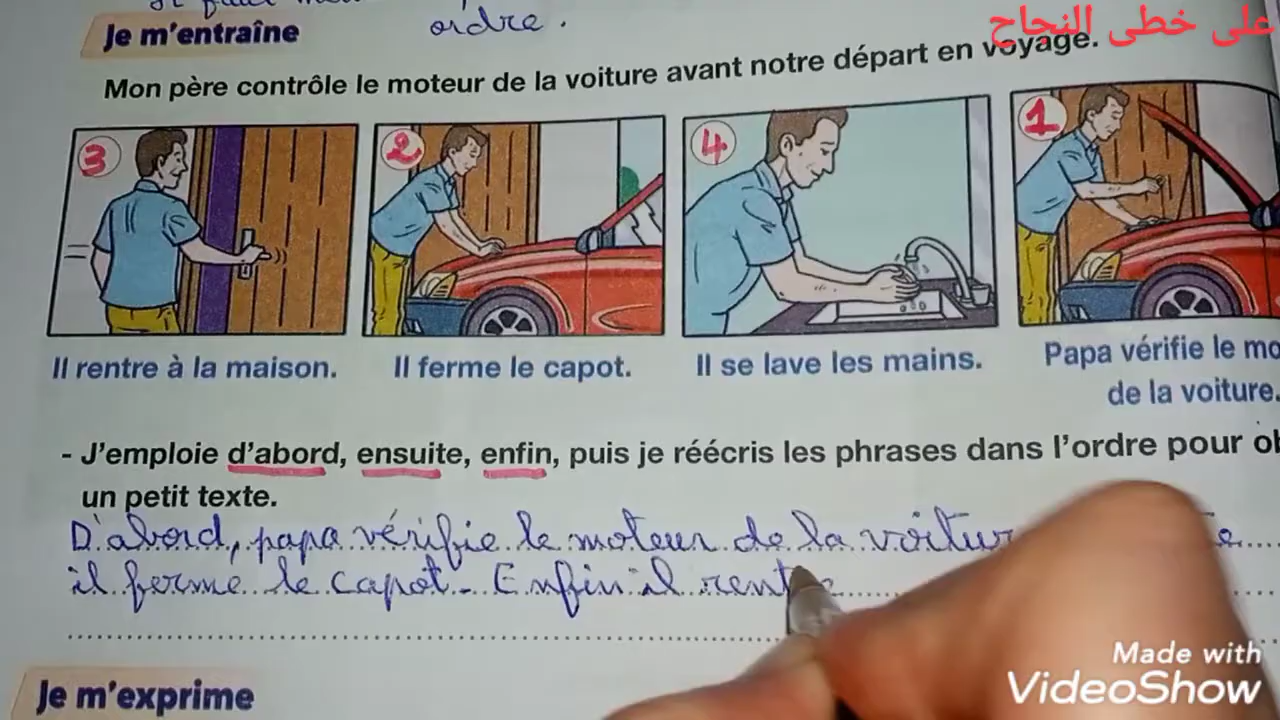 ordre.
على خطى النجاح
Je m'entraîne
Mon père contrôle le moteur de la voiture avant notre départ en voyage.
3
2
4
1
Il rentre à la maison.
Il ferme le capot.
Il se lave les mains.
Papa vérifie le mo
de la voiture.
- J'emploie d'abord, ensuite, enfin, puis je réécris les phrases dans l'ordre pour ob
un petit texte.
D'abord, papa vérifie le moteur de la voitur
il ferme le capot. Enfin il rent
Je m'exprime
Made with
VideoShow